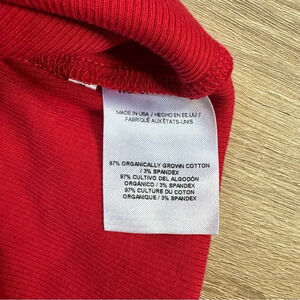 MADE IN USA / HECHO EN EE.UU /
FABRIQUÉ AUX ÉTATS-UNIS
97% ORGANICALLY GROWN COTTON
/ 3% SPANDEX
97% CULTIVO DEL ALGODÓN
ORGÁNICO / 3% SPANDEX
97% CULTURE DU COTON
ORGANIQUE / 3% SPANDEX